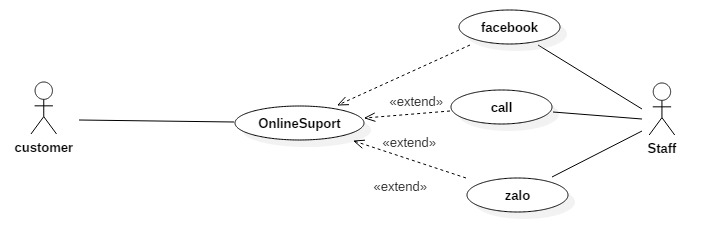 facebook
«extend»
call
OnlineSuport
«extend»
customer
Staff
«extend»
zalo